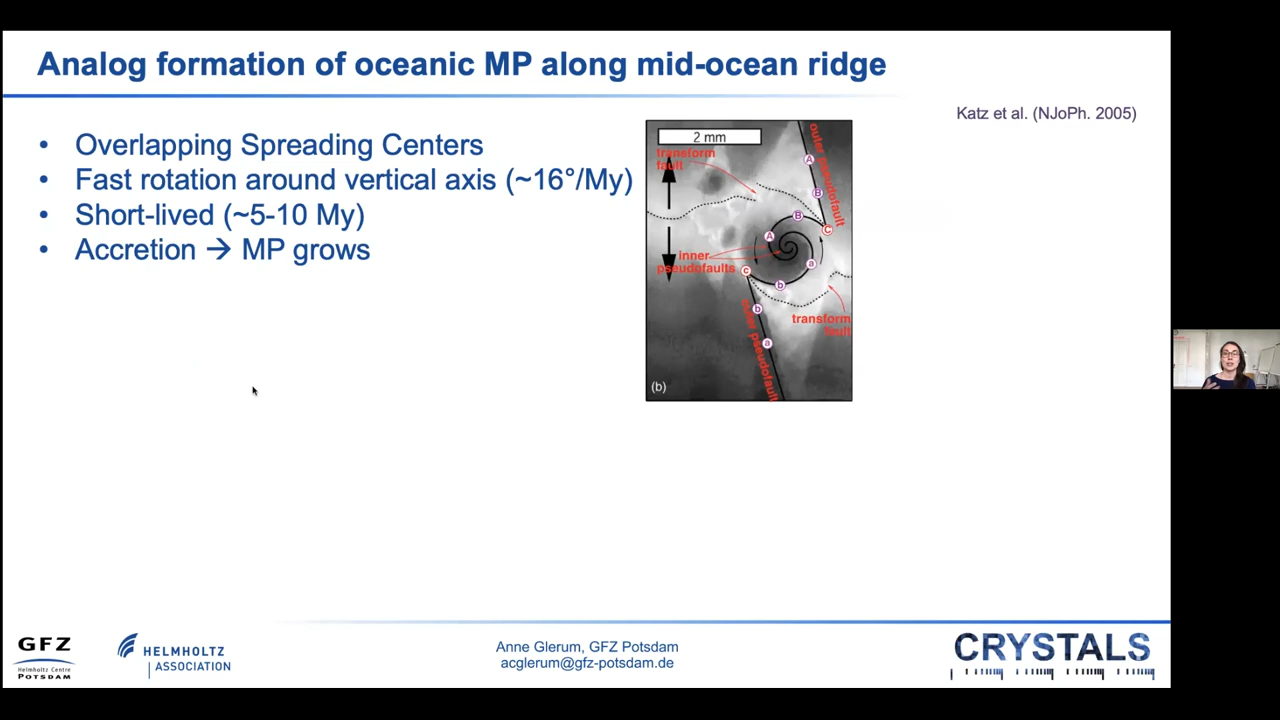 Analog formation of oceanic MP along mid-ocean ridge
Katz et al. (NJoPh. 2005)
• Overlapping Spreading Centers
• Fast rotation around vertical axis (~16°/My)
• Short-lived (~5-10 My)
• Accretion → MP grows
2 mm
transform
fault
outer pseudofault
A
B
B
C
A
inner
pseudofaults
a
c
b
b
a
transform
fault
outer pseudofault
(b)
GFZ
Helmholtz Centre
POTSDAM
HELMHOLTZ
ASSOCIATION
Anne Glerum, GFZ Potsdam
acglerum@gfz-potsdam.de
CRYSTALS